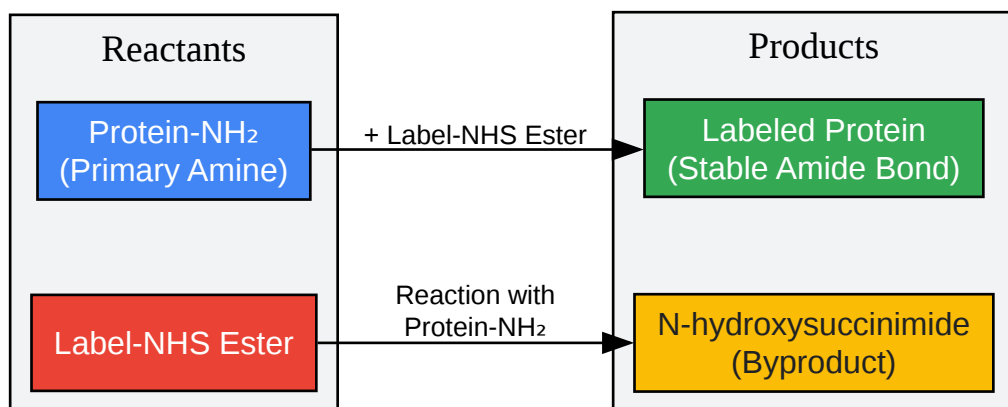 Reactants
Protein-NH₂
(Primary Amine)
+ Label-NHS Ester
Label-NHS Ester
Reaction with
Protein-NH₂
Products
Labeled Protein
(Stable Amide Bond)
N-hydroxysuccinimide
(Byproduct)